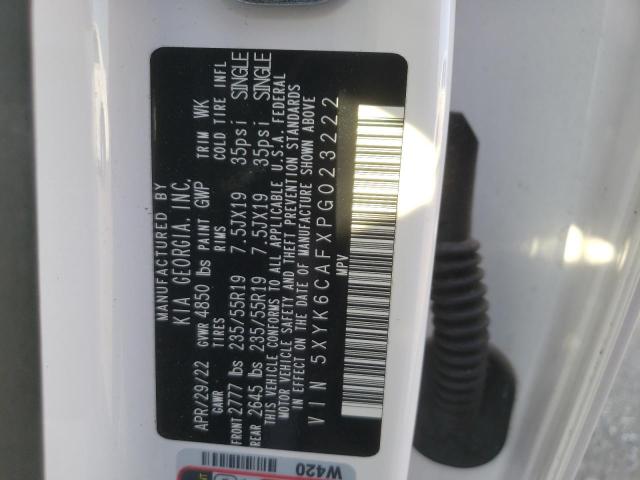 MANUFACTURED BY
KIA GEORGIA, INC.
APR/29/22 GVWR 4850 lbs PAINT GWP TRIM WK
GAWR TIRES RIMS COLD TIRE INFL
FRONT 2777 lbs 235/55R19 7.5JX19 35psi SINGLE
REAR 2645 lbs 235/55R19 7.5JX19 35psi SINGLE
THIS VEHICLE CONFORMS TO ALL APPLICABLE U.S.A. FEDERAL
MOTOR VEHICLE SAFETY AND THEFT PREVENTION STANDARDS
IN EFFECT ON THE DATE OF MANUFACTURE SHOWN ABOVE
VIN 5XYK6CAFXPG023222
MPV
W420